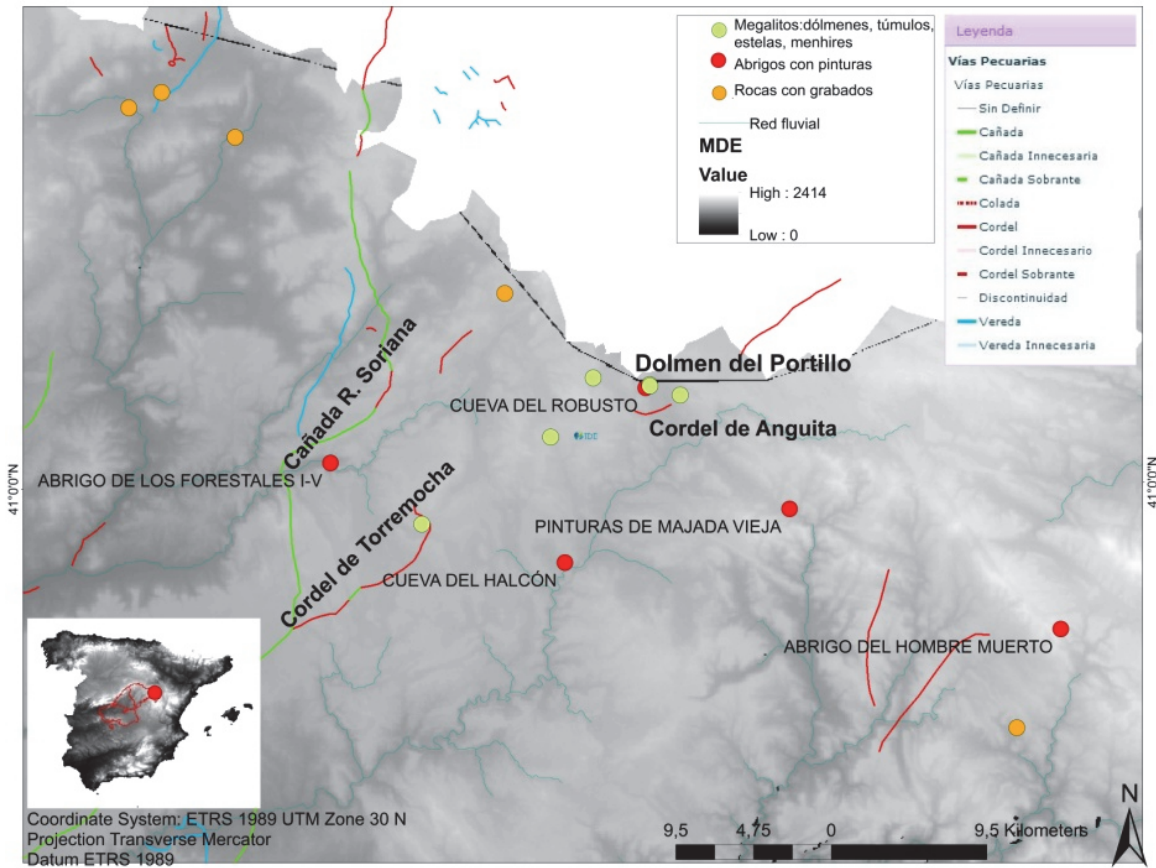 Megalitos:dólmenes, túmulos,
estelas, menhires
Abrigos con pinturas
Rocas con grabados
Red fluvial
MDE
Value
High : 2414
Low : 0
Leyenda
Vías Pecuarias
Vías Pecuarias
Sin Definir
Cañada
Cañada Innecesaria
Cañada Sobrante
Colada
Cordel
Cordel Innecesario
Cordel Sobrante
Discontinuidad
Vereda
Vereda Innecesaria
Cañada R. Soriana
Dolmen del Portillo
CUEVA DEL ROBUSTO
Cordel de Anguita
IDE
ABRIGO DE LOS FORESTALES I-V
41°0'0"N
41°0'0"N
Cordel de Torremocha
PINTURAS DE MAJADA VIEJA
CUEVA DEL HALCÓN
ABRIGO DEL HOMBRE MUERTO
N
Coordinate System: ETRS 1989 UTM Zone 30 N
Projection Transverse Mercator
Datum ETRS 1989
9,5 4,75 0 9,5 Kilometers